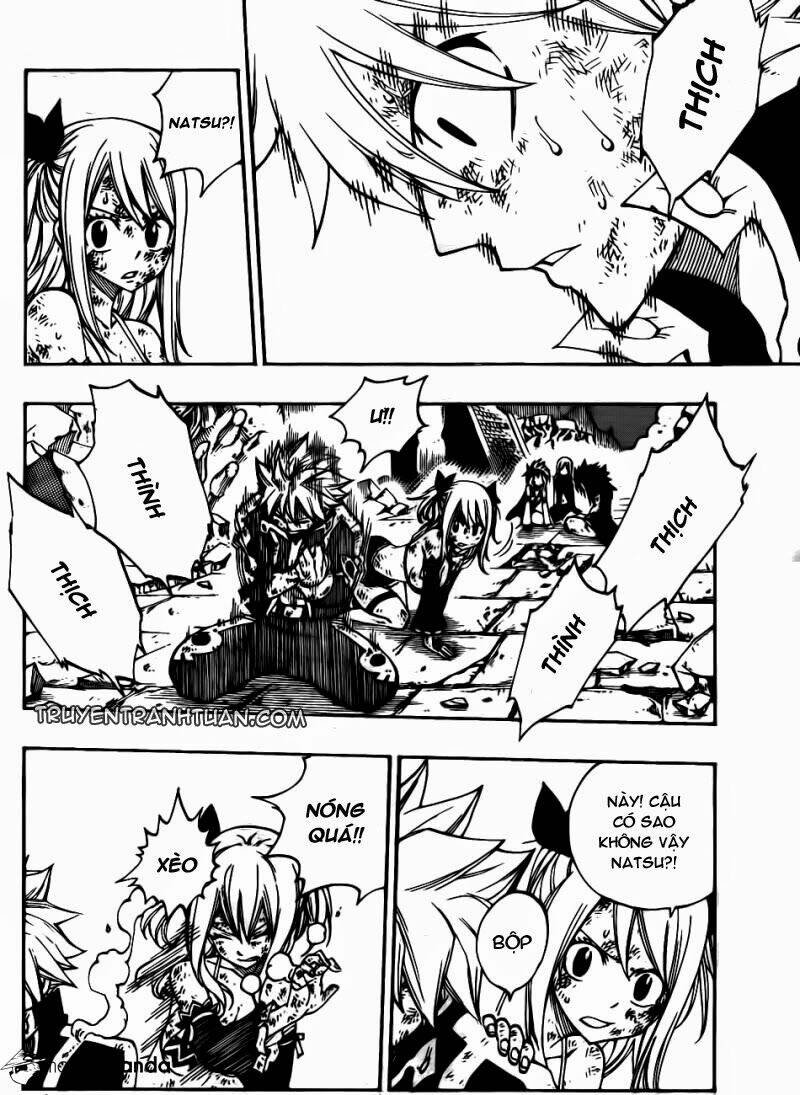 THỊCH
NATSU?!
Ư!!
THỊCH
THÌNH
THÌNH
THỊCH
TRUYENTRANHTUAN.COM
NÀY! CẬU
CÓ SAO
KHÔNG VẬY
NATSU?!
BỘP
NÓNG
QUÁ!!
XÈO